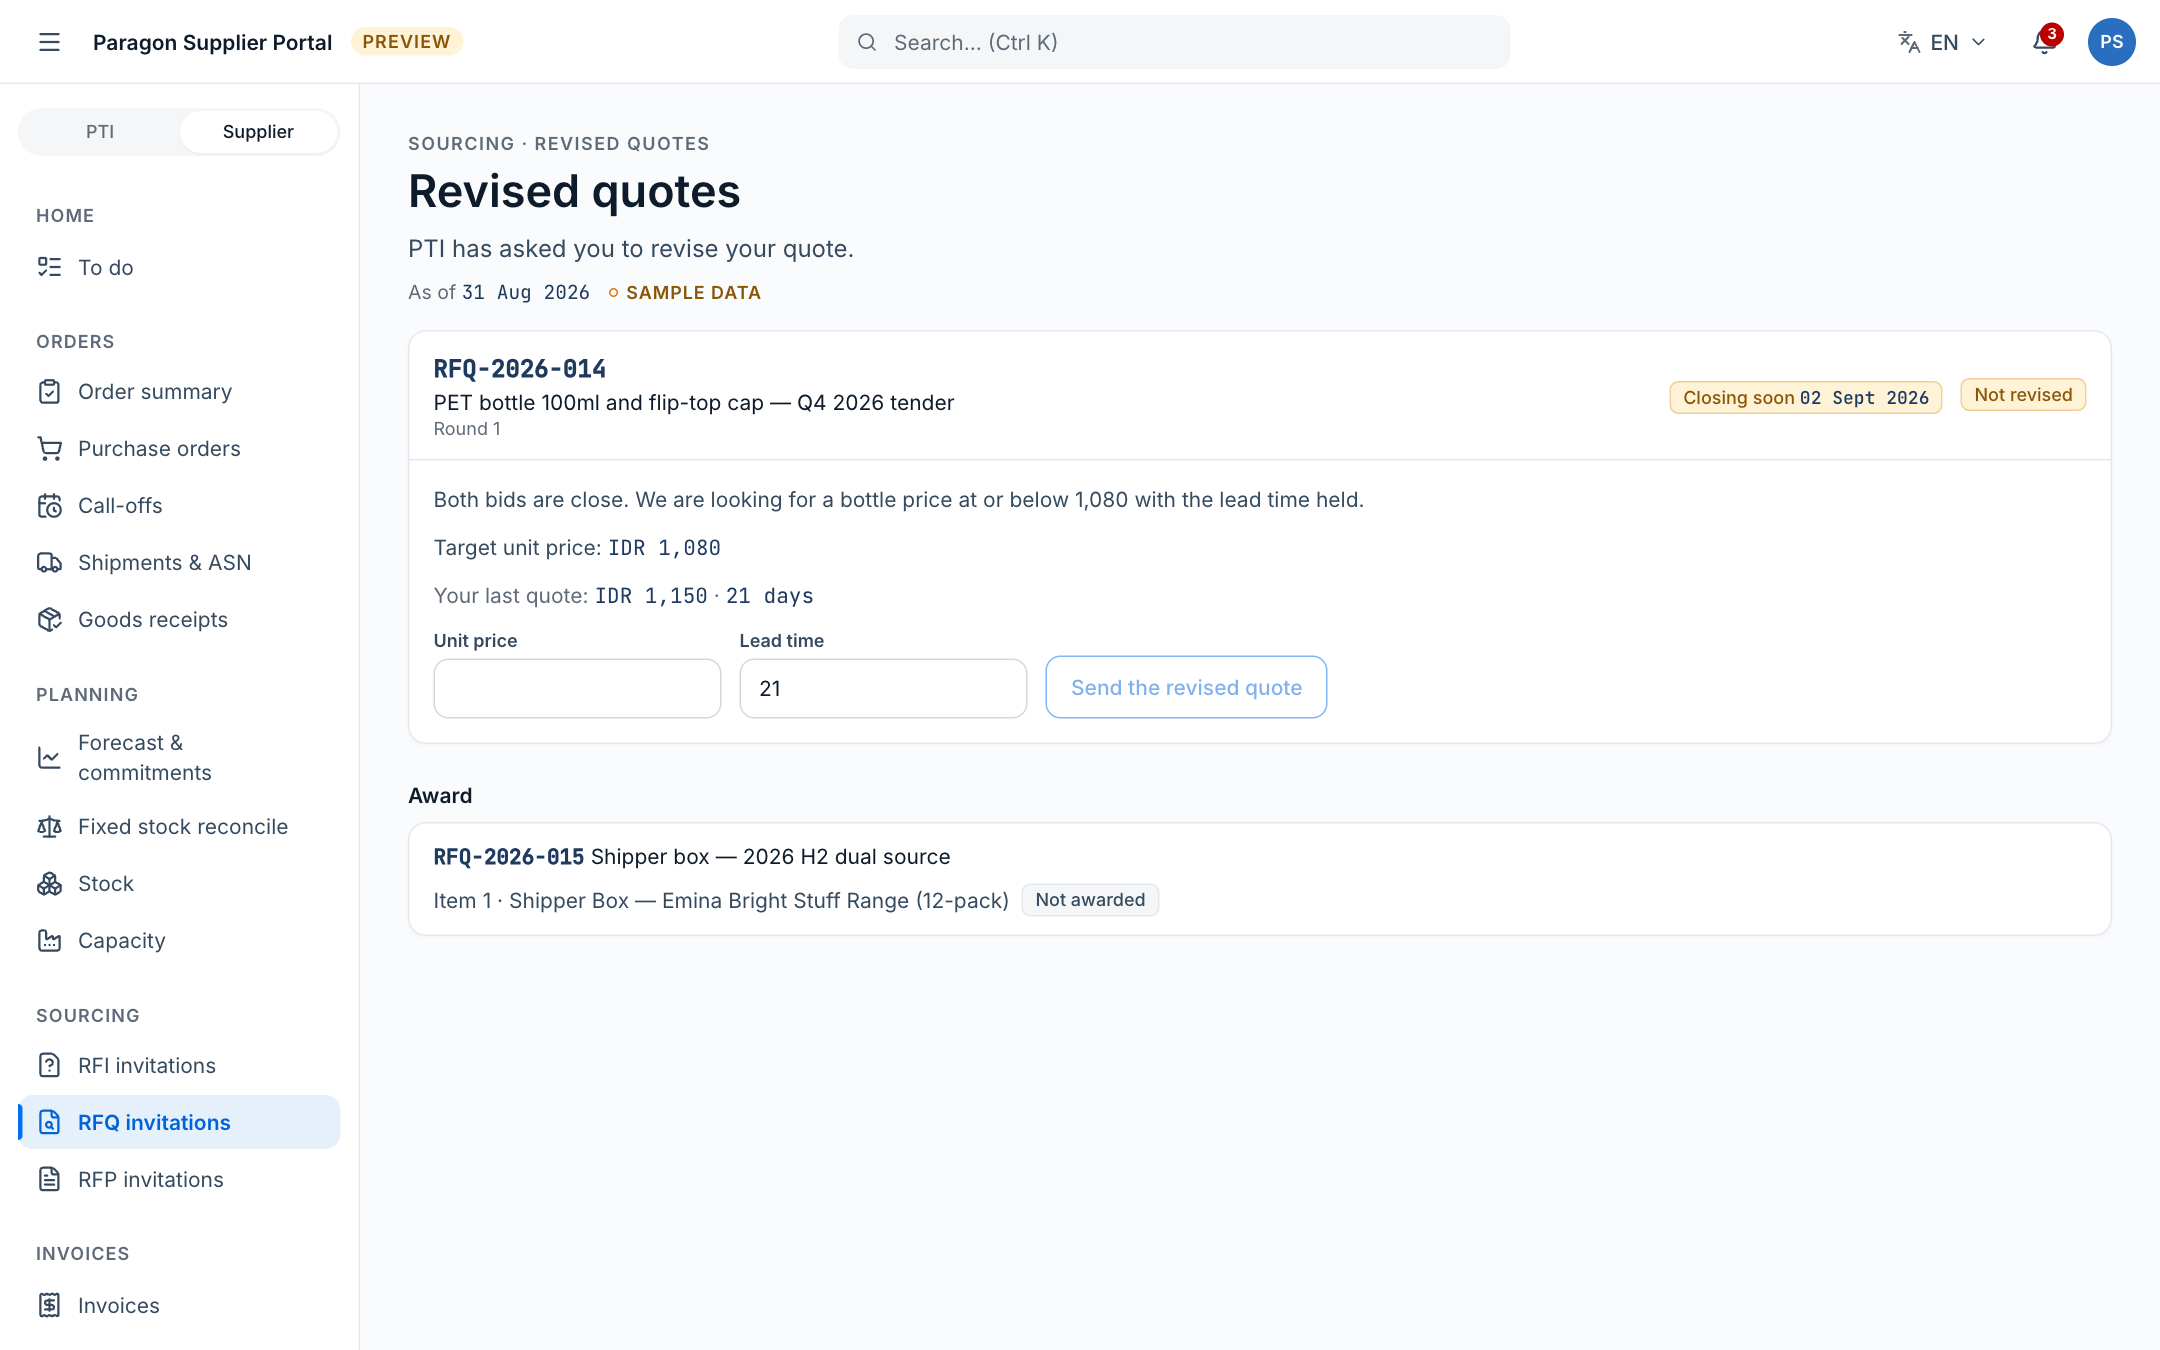 Paragon Supplier Portal PREVIEW
Search... (Ctrl K)
EN
3
PS
PTI Supplier
HOME
To do
ORDERS
Order summary
Purchase orders
Call-offs
Shipments & ASN
Goods receipts
PLANNING
Forecast &
commitments
Fixed stock reconcile
Stock
Capacity
SOURCING
RFI invitations
RFQ invitations
RFP invitations
INVOICES
Invoices
SOURCING · REVISED QUOTES
Revised quotes
PTI has asked you to revise your quote.
As of 31 Aug 2026 SAMPLE DATA
RFQ-2026-014
PET bottle 100ml and flip-top cap — Q4 2026 tender
Round 1
Closing soon 02 Sept 2026 Not revised
Both bids are close. We are looking for a bottle price at or below 1,080 with the lead time held.
Target unit price: IDR 1,080
Your last quote: IDR 1,150 · 21 days
Unit price Lead time
21 Send the revised quote
Award
RFQ-2026-015 Shipper box — 2026 H2 dual source
Item 1 · Shipper Box — Emina Bright Stuff Range (12-pack) Not awarded